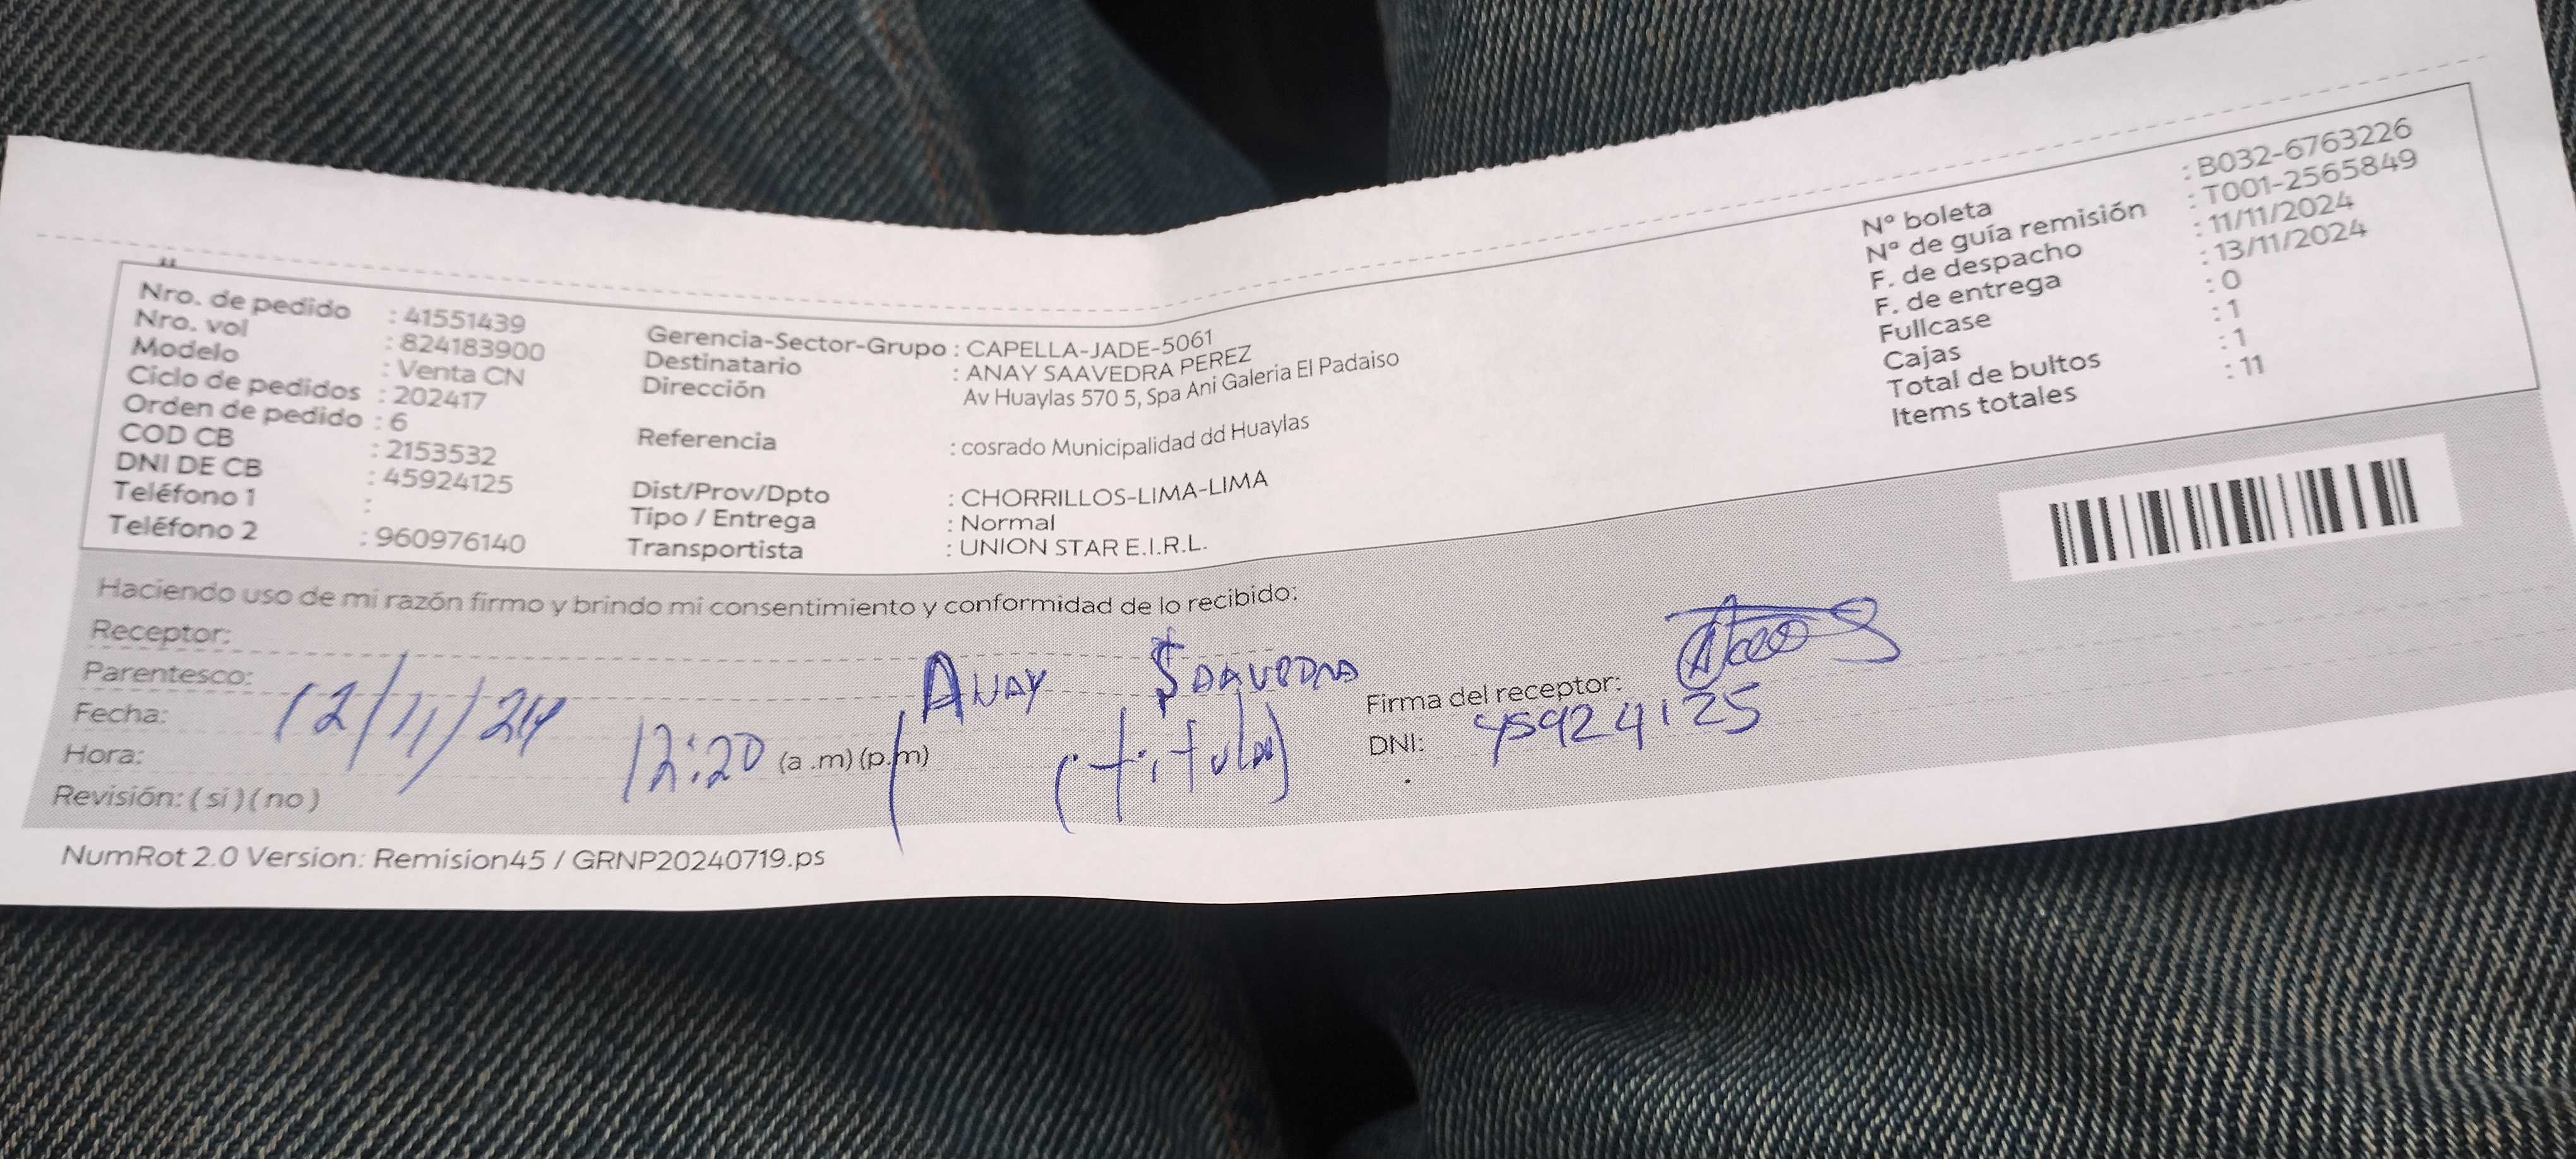 Nro. de pedido : 41551439
Nro. vol : 824183900
Modelo : Venta CN
Ciclo de pedidos : 202417
Orden de pedido : 6
COD CB : 2153532
DNI DE CB : 45924125
Teléfono 1 :
Teléfono 2 : 960976140
Gerencia-Sector-Grupo : CAPELLA-JADE-5061
Destinatario : ANAY SAAVEDRA PEREZ
Dirección Av Huaylas 570 5, Spa Ani Galeria El Padaiso
Referencia : cosrado Municipalidad dd Huaylas
Dist/Prov/Dpto : CHORRILLOS-LIMA-LIMA
Tipo / Entrega : Normal
Transportista : UNION STAR E.I.R.L.
N° boleta : B032-6763226
N° de guía remisión : T001-2565849
F. de despacho : 11/11/2024
F. de entrega : 13/11/2024
Fullcase : 0
Cajas : 1
Total de bultos : 1
Items totales : 11
Haciendo uso de mi razón firmo y brindo mi consentimiento y conformidad de lo recibido:
Receptor: Anay Saavedra
Parentesco: (titular)
Fecha: 12/11/24
Hora: 12:20 (a .m) (p.m)
Revisión: ( sí ) ( no )
Firma del receptor:
DNI: 45924125
NumRot 2.0 Version: Remision45 / GRNP20240719.ps